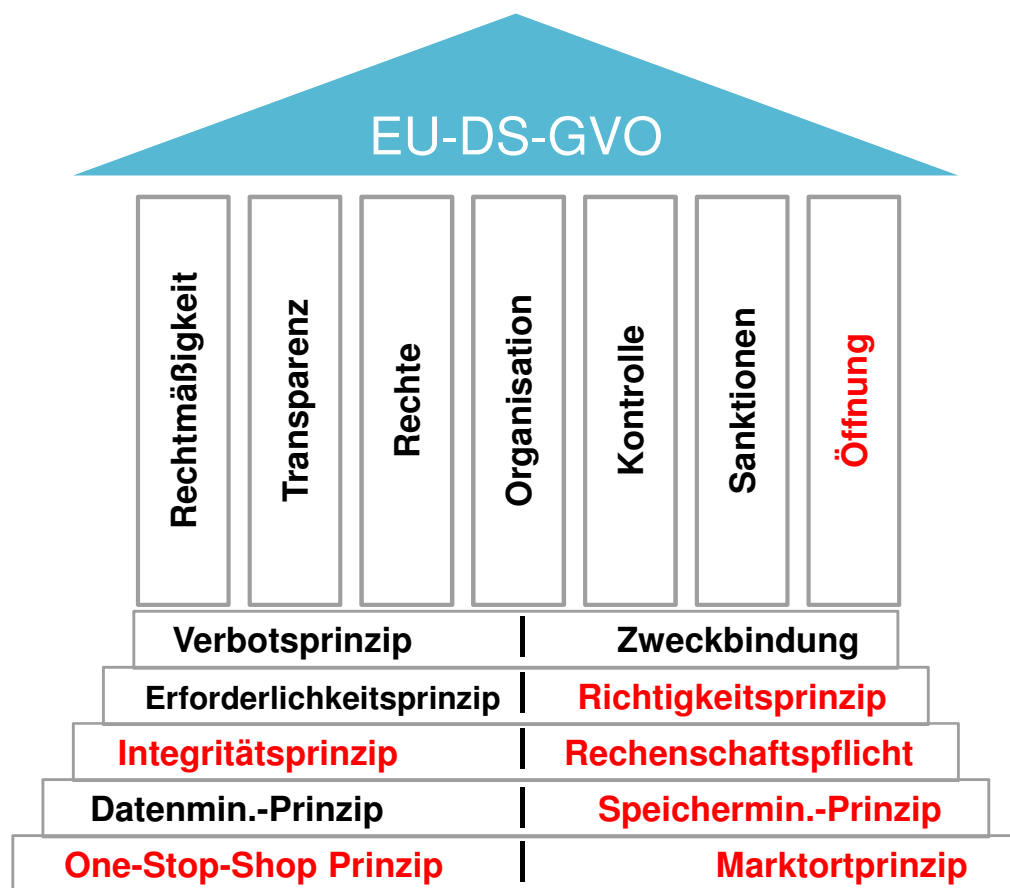 EU-DS-GVO
Rechtmäßigkeit
Transparenz
Rechte
Organisation
Kontrolle
Sanktionen
Öffnung
Verbotsprinzip | Zweckbindung
Erforderlichkeitsprinzip | Richtigkeitsprinzip
Integritätsprinzip | Rechenschaftspflicht
Datenmin.-Prinzip | Speichermin.-Prinzip
One-Stop-Shop Prinzip | Marktortprinzip